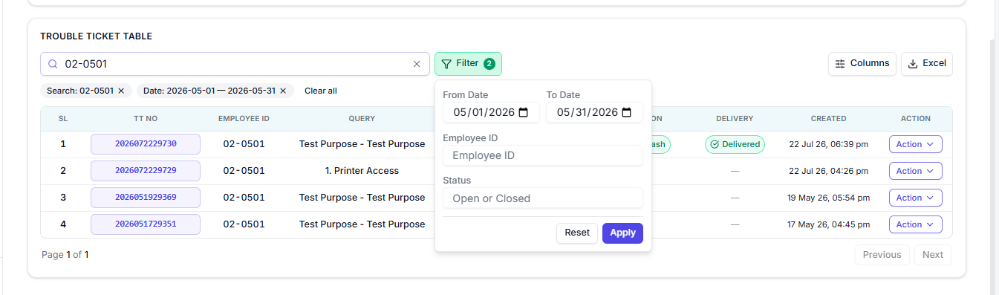 TROUBLE TICKET TABLE
02-0501 Filter 2 Columns Excel
Search: 02-0501 Date: 2026-05-01 — 2026-05-31 Clear all
From Date To Date
05/01/2026 05/31/2026
Employee ID
Employee ID
Status
Open or Closed
Reset Apply
SL TT NO EMPLOYEE ID QUERY ON DELIVERY CREATED ACTION
1 2026072229730 02-0501 Test Purpose - Test Purpose ash Delivered 22 Jul 26, 06:39 pm Action
2 2026072229729 02-0501 1. Printer Access — 22 Jul 26, 04:26 pm Action
3 2026051929369 02-0501 Test Purpose - Test Purpose — 19 May 26, 05:54 pm Action
4 2026051729351 02-0501 Test Purpose - Test Purpose — 17 May 26, 04:45 pm Action
Page 1 of 1 Previous Next